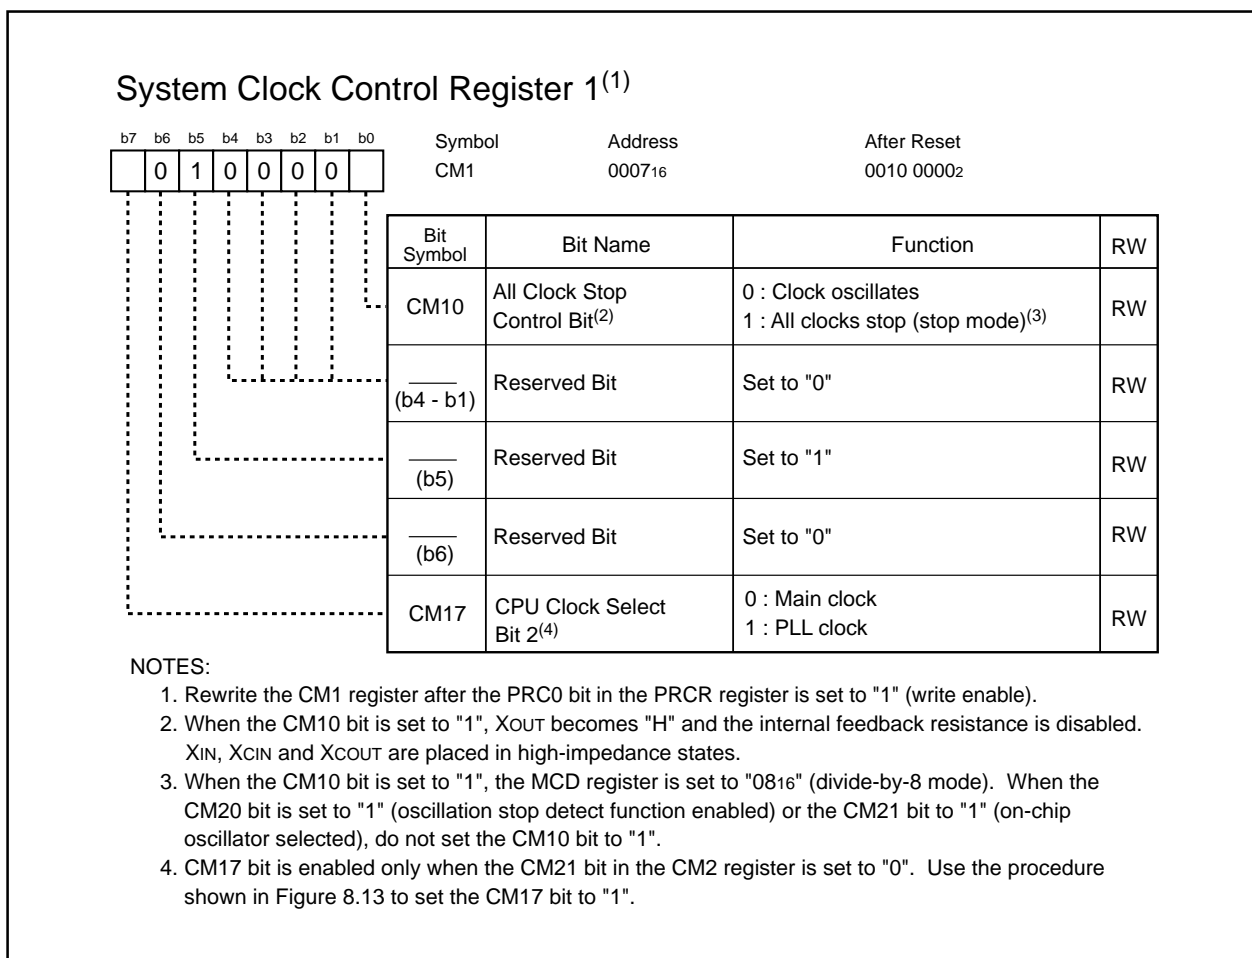 System Clock Control Register 1(1)
b7 b6 b5 b4 b3 b2 b1 b0 Symbol Address After Reset
0 1 0 0 0 0 CM1 000716 0010 00002
Bit Symbol Bit Name Function RW
CM10 All Clock Stop 0 : Clock oscillates RW
Control Bit(2) 1 : All clocks stop (stop mode)(3)
(b4 - b1) Reserved Bit Set to "0" RW
(b5) Reserved Bit Set to "1" RW
(b6) Reserved Bit Set to "0" RW
CM17 CPU Clock Select 0 : Main clock RW
Bit 2(4) 1 : PLL clock
NOTES:
1. Rewrite the CM1 register after the PRC0 bit in the PRCR register is set to "1" (write enable).
2. When the CM10 bit is set to "1", XOUT becomes "H" and the internal feedback resistance is disabled.
XIN, XCIN and XCOUT are placed in high-impedance states.
3. When the CM10 bit is set to "1", the MCD register is set to "0816" (divide-by-8 mode). When the
CM20 bit is set to "1" (oscillation stop detect function enabled) or the CM21 bit to "1" (on-chip
oscillator selected), do not set the CM10 bit to "1".
4. CM17 bit is enabled only when the CM21 bit in the CM2 register is set to "0". Use the procedure
shown in Figure 8.13 to set the CM17 bit to "1".